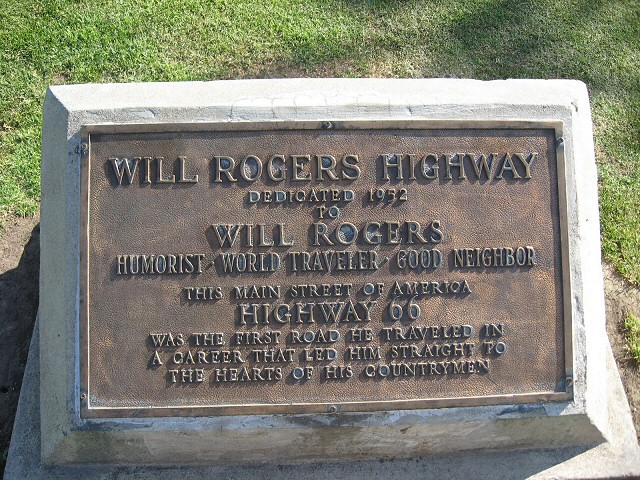 WILL ROGERS HIGHWAY
DEDICATED 1952
TO
WILL ROGERS
HUMORIST - WORLD TRAVELER - GOOD NEIGHBOR
THIS MAIN STREET OF AMERICA
HIGHWAY 66
WAS THE FIRST ROAD HE TRAVELED IN
A CAREER THAT LED HIM STRAIGHT TO
THE HEARTS OF HIS COUNTRYMEN